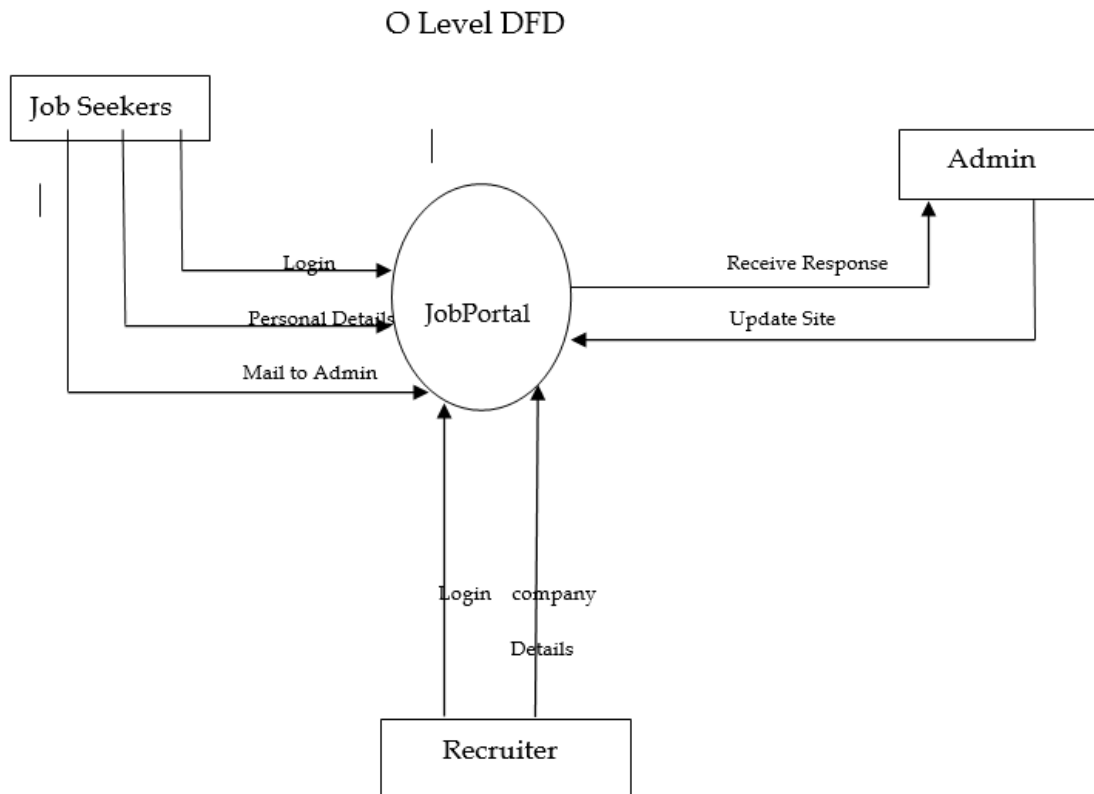 O Level DFD
Job Seekers
Admin
Login
Receive Response
Personal Details
JobPortal
Update Site
Mail to Admin
Login
company
Details
Recruiter